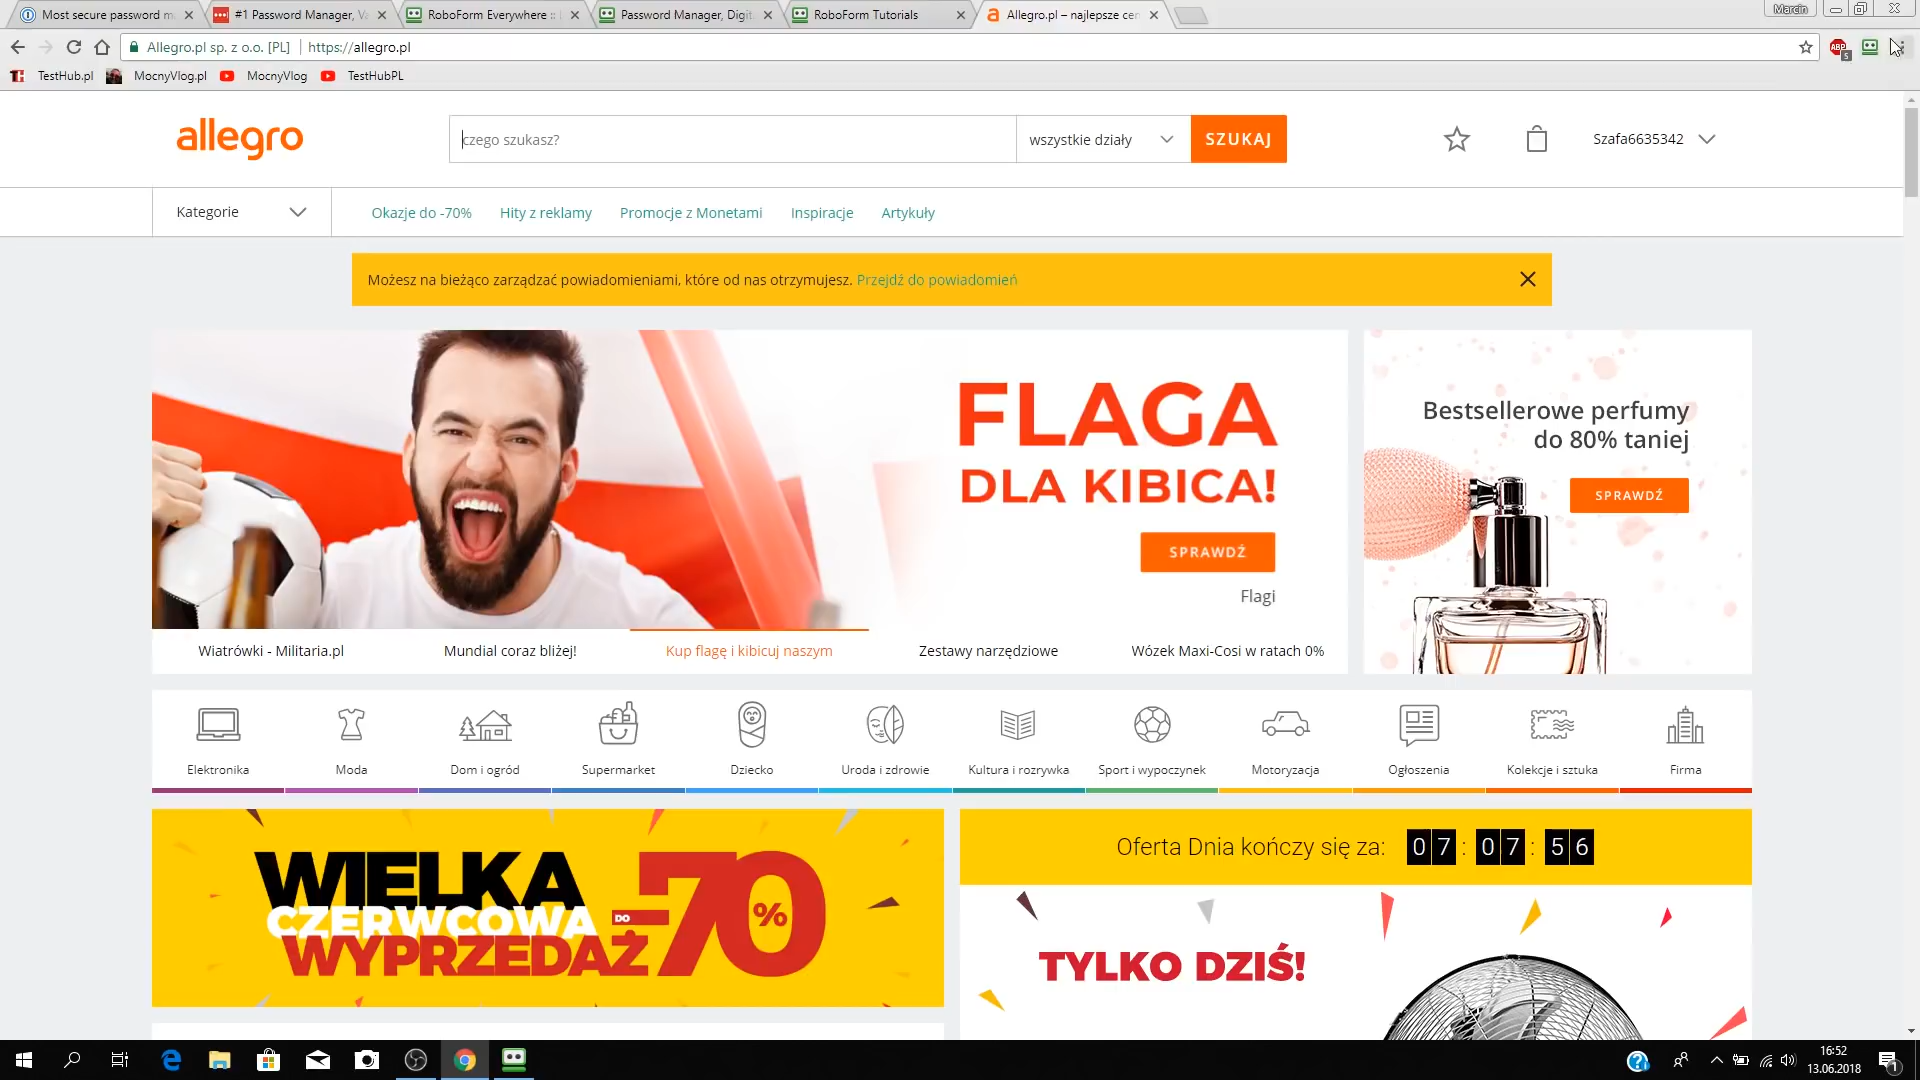 Most secure password m
#1 Password Manager, Va
RoboForm Everywhere ::
Password Manager, Digit
RoboForm Tutorials
Allegro.pl – najlepsze cen
Marcin
Allegro.pl sp. z o.o. [PL]
https://allegro.pl
ABP
5
TestHub.pl
MocnyVlog.pl
MocnyVlog
TestHubPL
allegro
czego szukasz?
wszystkie działy
SZUKAJ
Szafa6635342
Kategorie
Okazje do -70%
Hity z reklamy
Promocje z Monetami
Inspiracje
Artykuły
Możesz na bieżąco zarządzać powiadomieniami, które od nas otrzymujesz. Przejdź do powiadomień
FLAGA
DLA KIBICA!
SPRAWDŹ
Flagi
Bestsellerowe perfumy
do 80% taniej
SPRAWDŹ
Wiatrówki - Militaria.pl
Mundial coraz bliżej!
Kup flagę i kibicuj naszym
Zestawy narzędziowe
Wózek Maxi-Cosi w ratach 0%
Elektronika
Moda
Dom i ogród
Supermarket
Dziecko
Uroda i zdrowie
Kultura i rozrywka
Sport i wypoczynek
Motoryzacja
Ogłoszenia
Kolekcje i sztuka
Firma
WIELKA
CZERWCOWA
WYPRZEDAŻ
DO -70%
Oferta Dnia kończy się za: 07:07:56
TYLKO DZIŚ!
16:52
13.06.2018
1